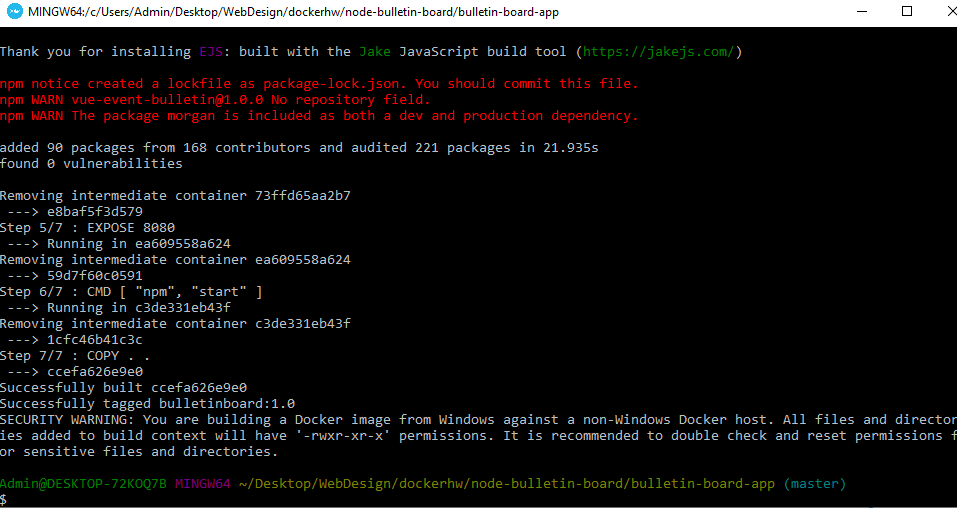 MINGW64:/c/Users/Admin/Desktop/WebDesign/dockerhw/node-bulletin-board/bulletin-board-app
Thank you for installing EJS: built with the Jake JavaScript build tool (https://jakejs.com/)
npm notice created a lockfile as package-lock.json. You should commit this file.
npm WARN vue-event-bulletin@1.0.0 No repository field.
npm WARN The package morgan is included as both a dev and production dependency.
added 90 packages from 168 contributors and audited 221 packages in 21.935s
found 0 vulnerabilities
Removing intermediate container 73ffd65aa2b7
 ---> e8baf5f3d579
Step 5/7 : EXPOSE 8080
 ---> Running in ea609558a624
Removing intermediate container ea609558a624
 ---> 59d7f60c0591
Step 6/7 : CMD [ "npm", "start" ]
 ---> Running in c3de331eb43f
Removing intermediate container c3de331eb43f
 ---> 1cfc46b41c3c
Step 7/7 : COPY . .
 ---> ccefa626e9e0
Successfully built ccefa626e9e0
Successfully tagged bulletinboard:1.0
SECURITY WARNING: You are building a Docker image from Windows against a non-Windows Docker host. All files and director
ies added to build context will have '-rwxr-xr-x' permissions. It is recommended to double check and reset permissions f
or sensitive files and directories.
Admin@DESKTOP-72KOQ7B MINGW64 ~/Desktop/WebDesign/dockerhw/node-bulletin-board/bulletin-board-app (master)
$